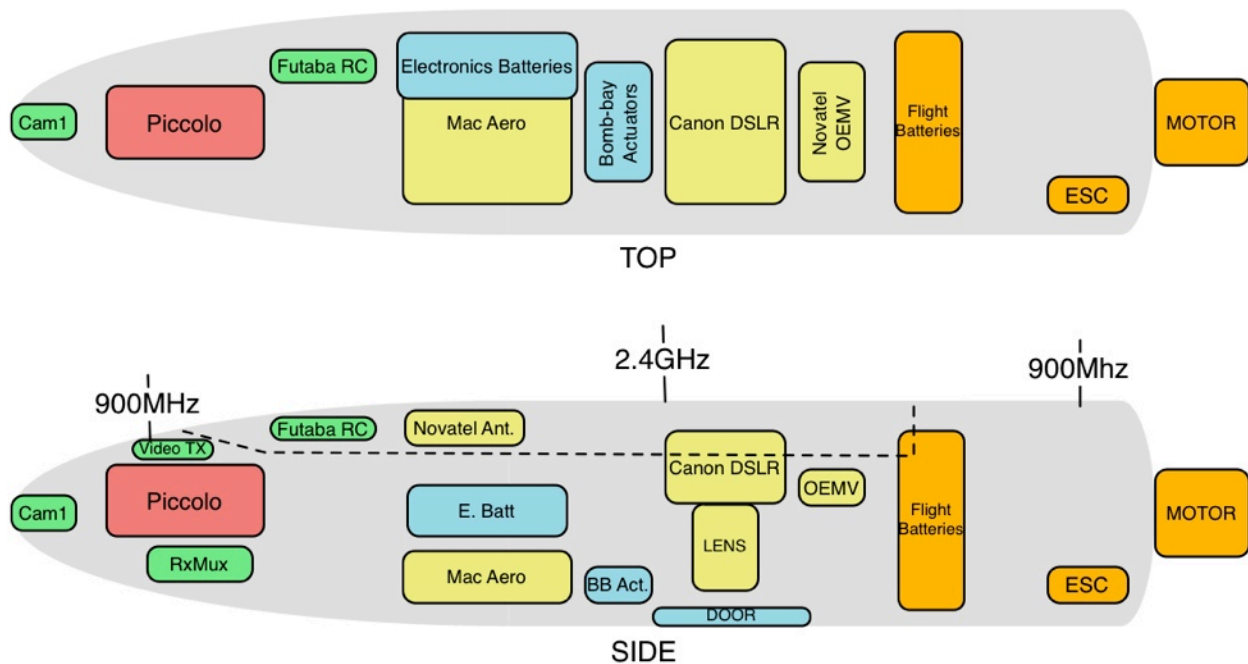 Futaba RC
Electronics Batteries
Cam1
Piccolo
Mac Aero
Bomb-bay
Actuators
Canon DSLR
Novatel
OEMV
Flight
Batteries
MOTOR
ESC
TOP
900MHz
2.4GHz
900Mhz
Futaba RC
Novatel Ant.
Video TX
Canon DSLR
Cam1
Piccolo
E. Batt
OEMV
Flight
Batteries
MOTOR
LENS
RxMux
Mac Aero
BB Act.
ESC
DOOR
SIDE